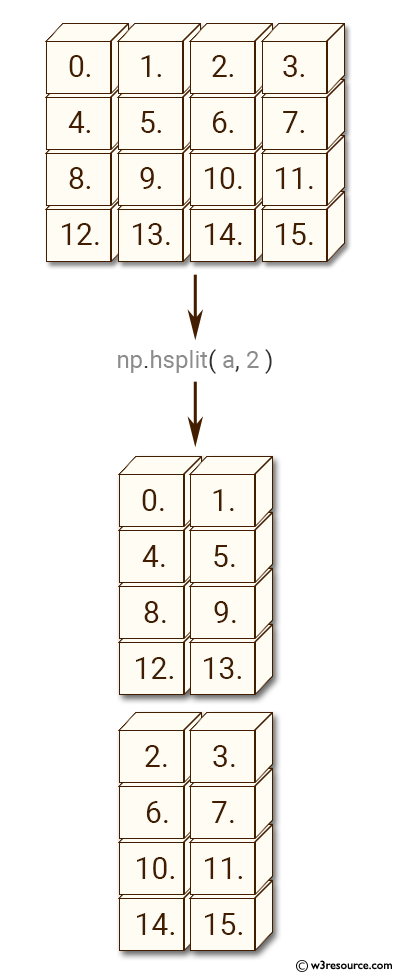 0. 1. 2. 3.
4. 5. 6. 7.
8. 9. 10. 11.
12. 13. 14. 15.
np.hsplit( a, 2 )
0. 1.
4. 5.
8. 9.
12. 13.
2. 3.
6. 7.
10. 11.
14. 15.
© w3resource.com